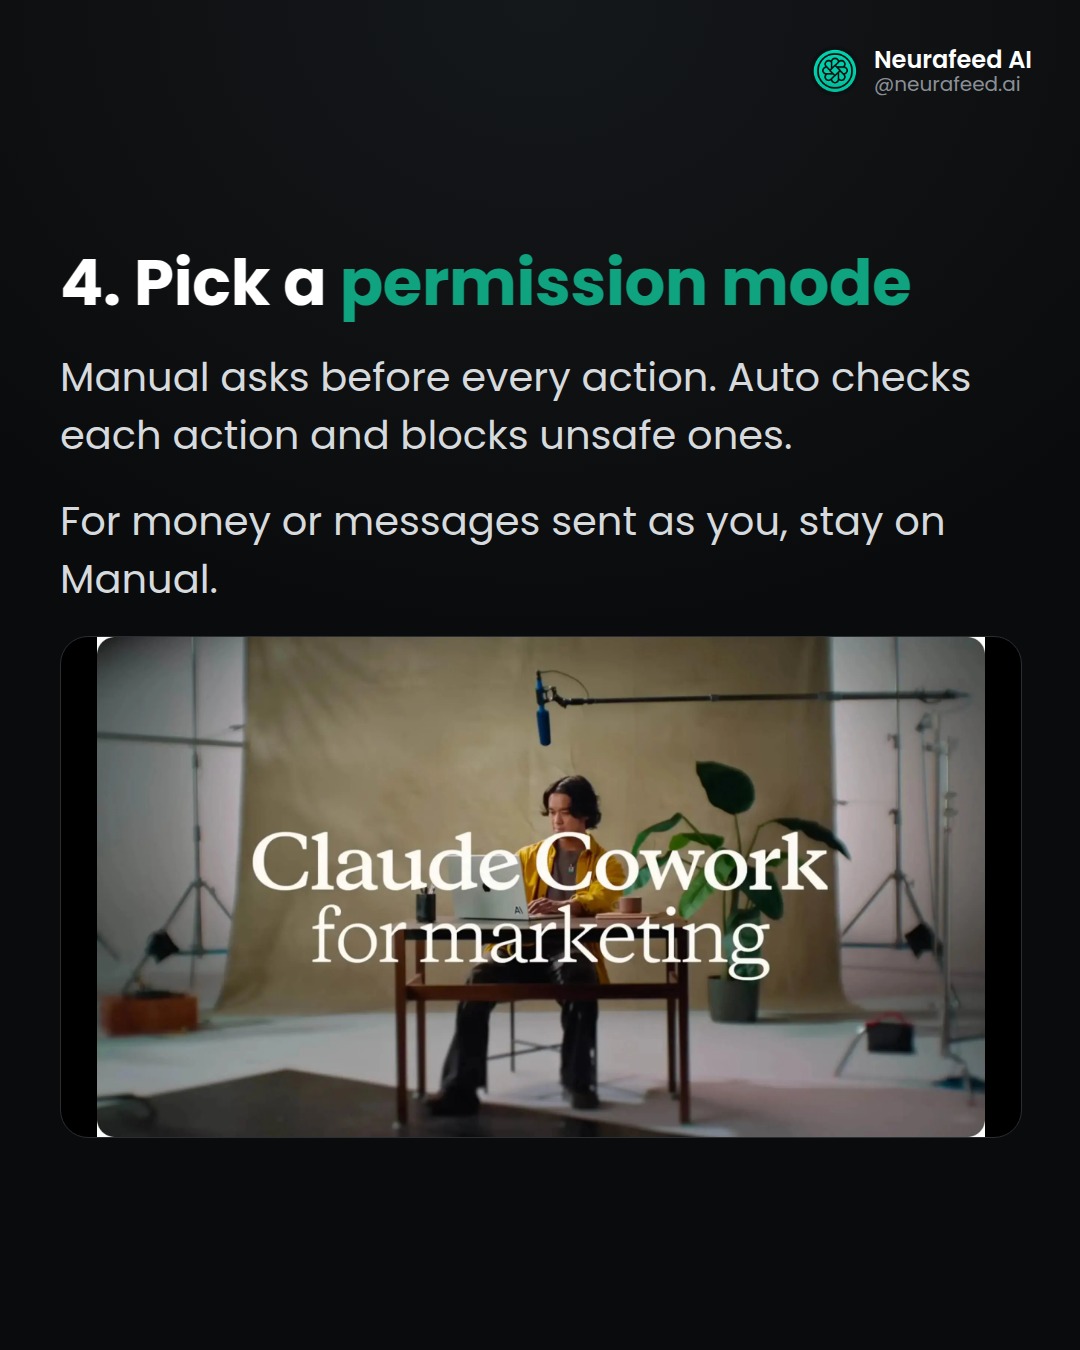 Neurafeed AI
@neurafeed.ai
4. Pick a permission mode
Manual asks before every action. Auto checks
each action and blocks unsafe ones.
For money or messages sent as you, stay on
Manual.
Claude Cowork
for marketing
A\